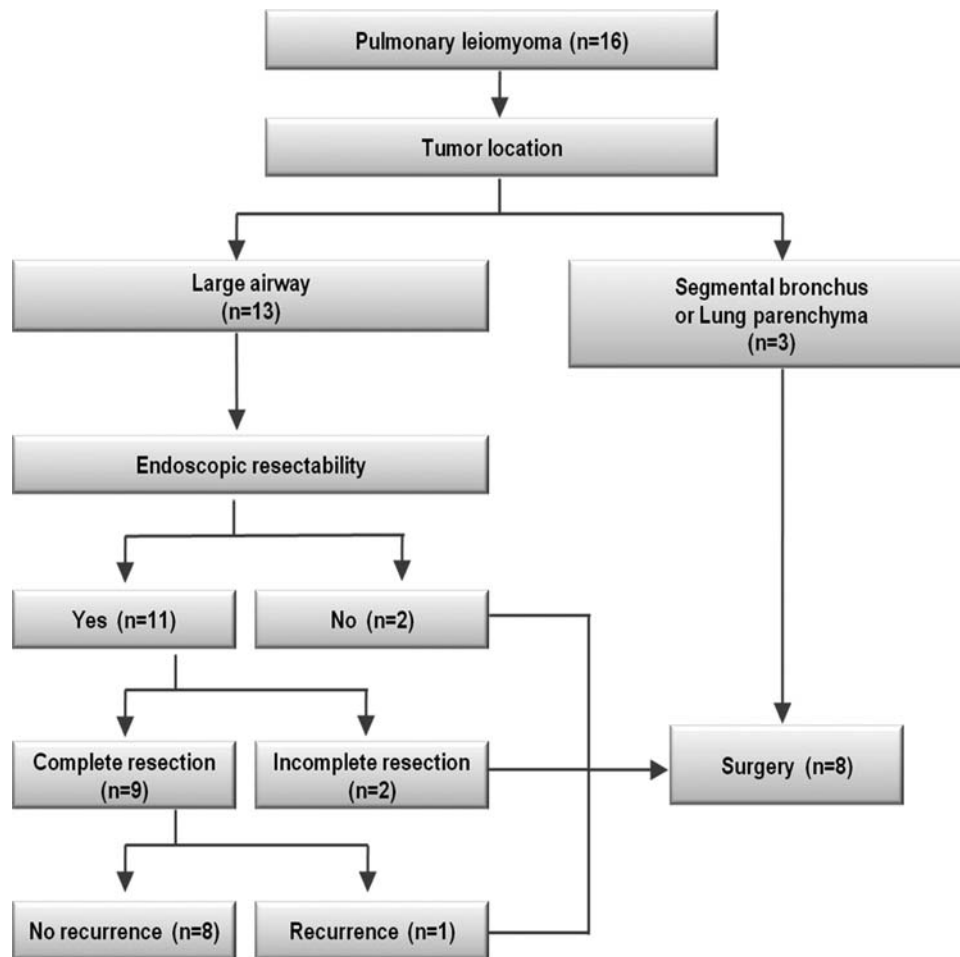 Pulmonary leiomyoma (n=16)
Tumor location
Large airway
(n=13)
Segmental bronchus
or Lung parenchyma
(n=3)
Endoscopic resectability
Yes (n=11)
No (n=2)
Complete resection
(n=9)
Incomplete resection
(n=2)
Surgery (n=8)
No recurrence (n=8)
Recurrence (n=1)